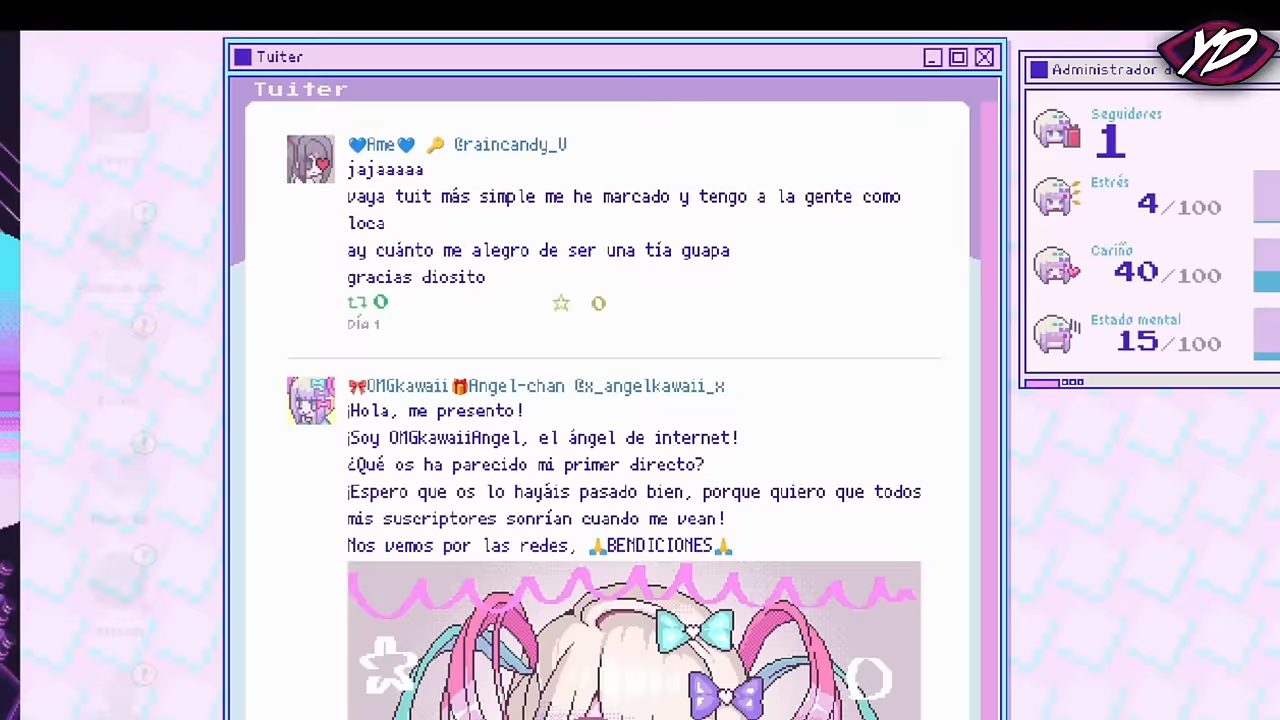 Tuiter
Tuiter
💙Ame💙 🔑 @raincandy_U
jajaaaaa
vaya tuit más simple me he marcado y tengo a la gente como
loca
ay cuánto me alegro de ser una tía guapa
gracias diosito
0 0
DÍA 1
🎀OMGkawaii🎁Angel-chan @x_angelkawaii_x
¡Hola, me presento!
¡Soy OMGkawaiiAngel, el ángel de internet!
¿Qué os ha parecido mi primer directo?
¡Espero que os lo hayáis pasado bien, porque quiero que todos
mis suscriptores sonrían cuando me vean!
Nos vemos por las redes, 🙏BENDICIONES🙏
YD
Administrador
Seguidores
1
Estrés
4/100
Cariño
40/100
Estado mental
15/100